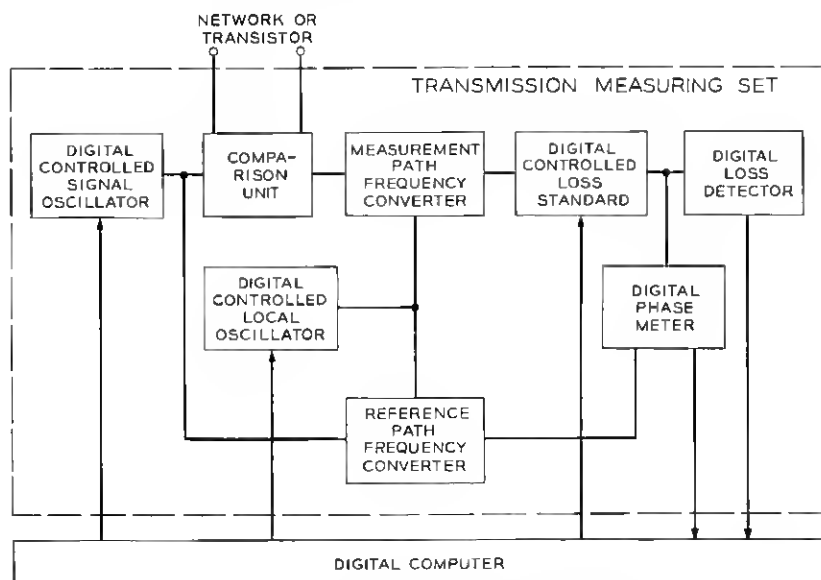 NETWORK OR
TRANSISTOR
TRANSMISSION MEASURING SET
DIGITAL
CONTROLLED
SIGNAL
OSCILLATOR
COMPA-
RISON
UNIT
MEASUREMENT
PATH
FREQUENCY
CONVERTER
DIGITAL
CONTROLLED
LOSS
STANDARD
DIGITAL
LOSS
DETECTOR
DIGITAL
CONTROLLED
LOCAL
OSCILLATOR
DIGITAL
PHASE
METER
REFERENCE
PATH
FREQUENCY
CONVERTER
DIGITAL COMPUTER